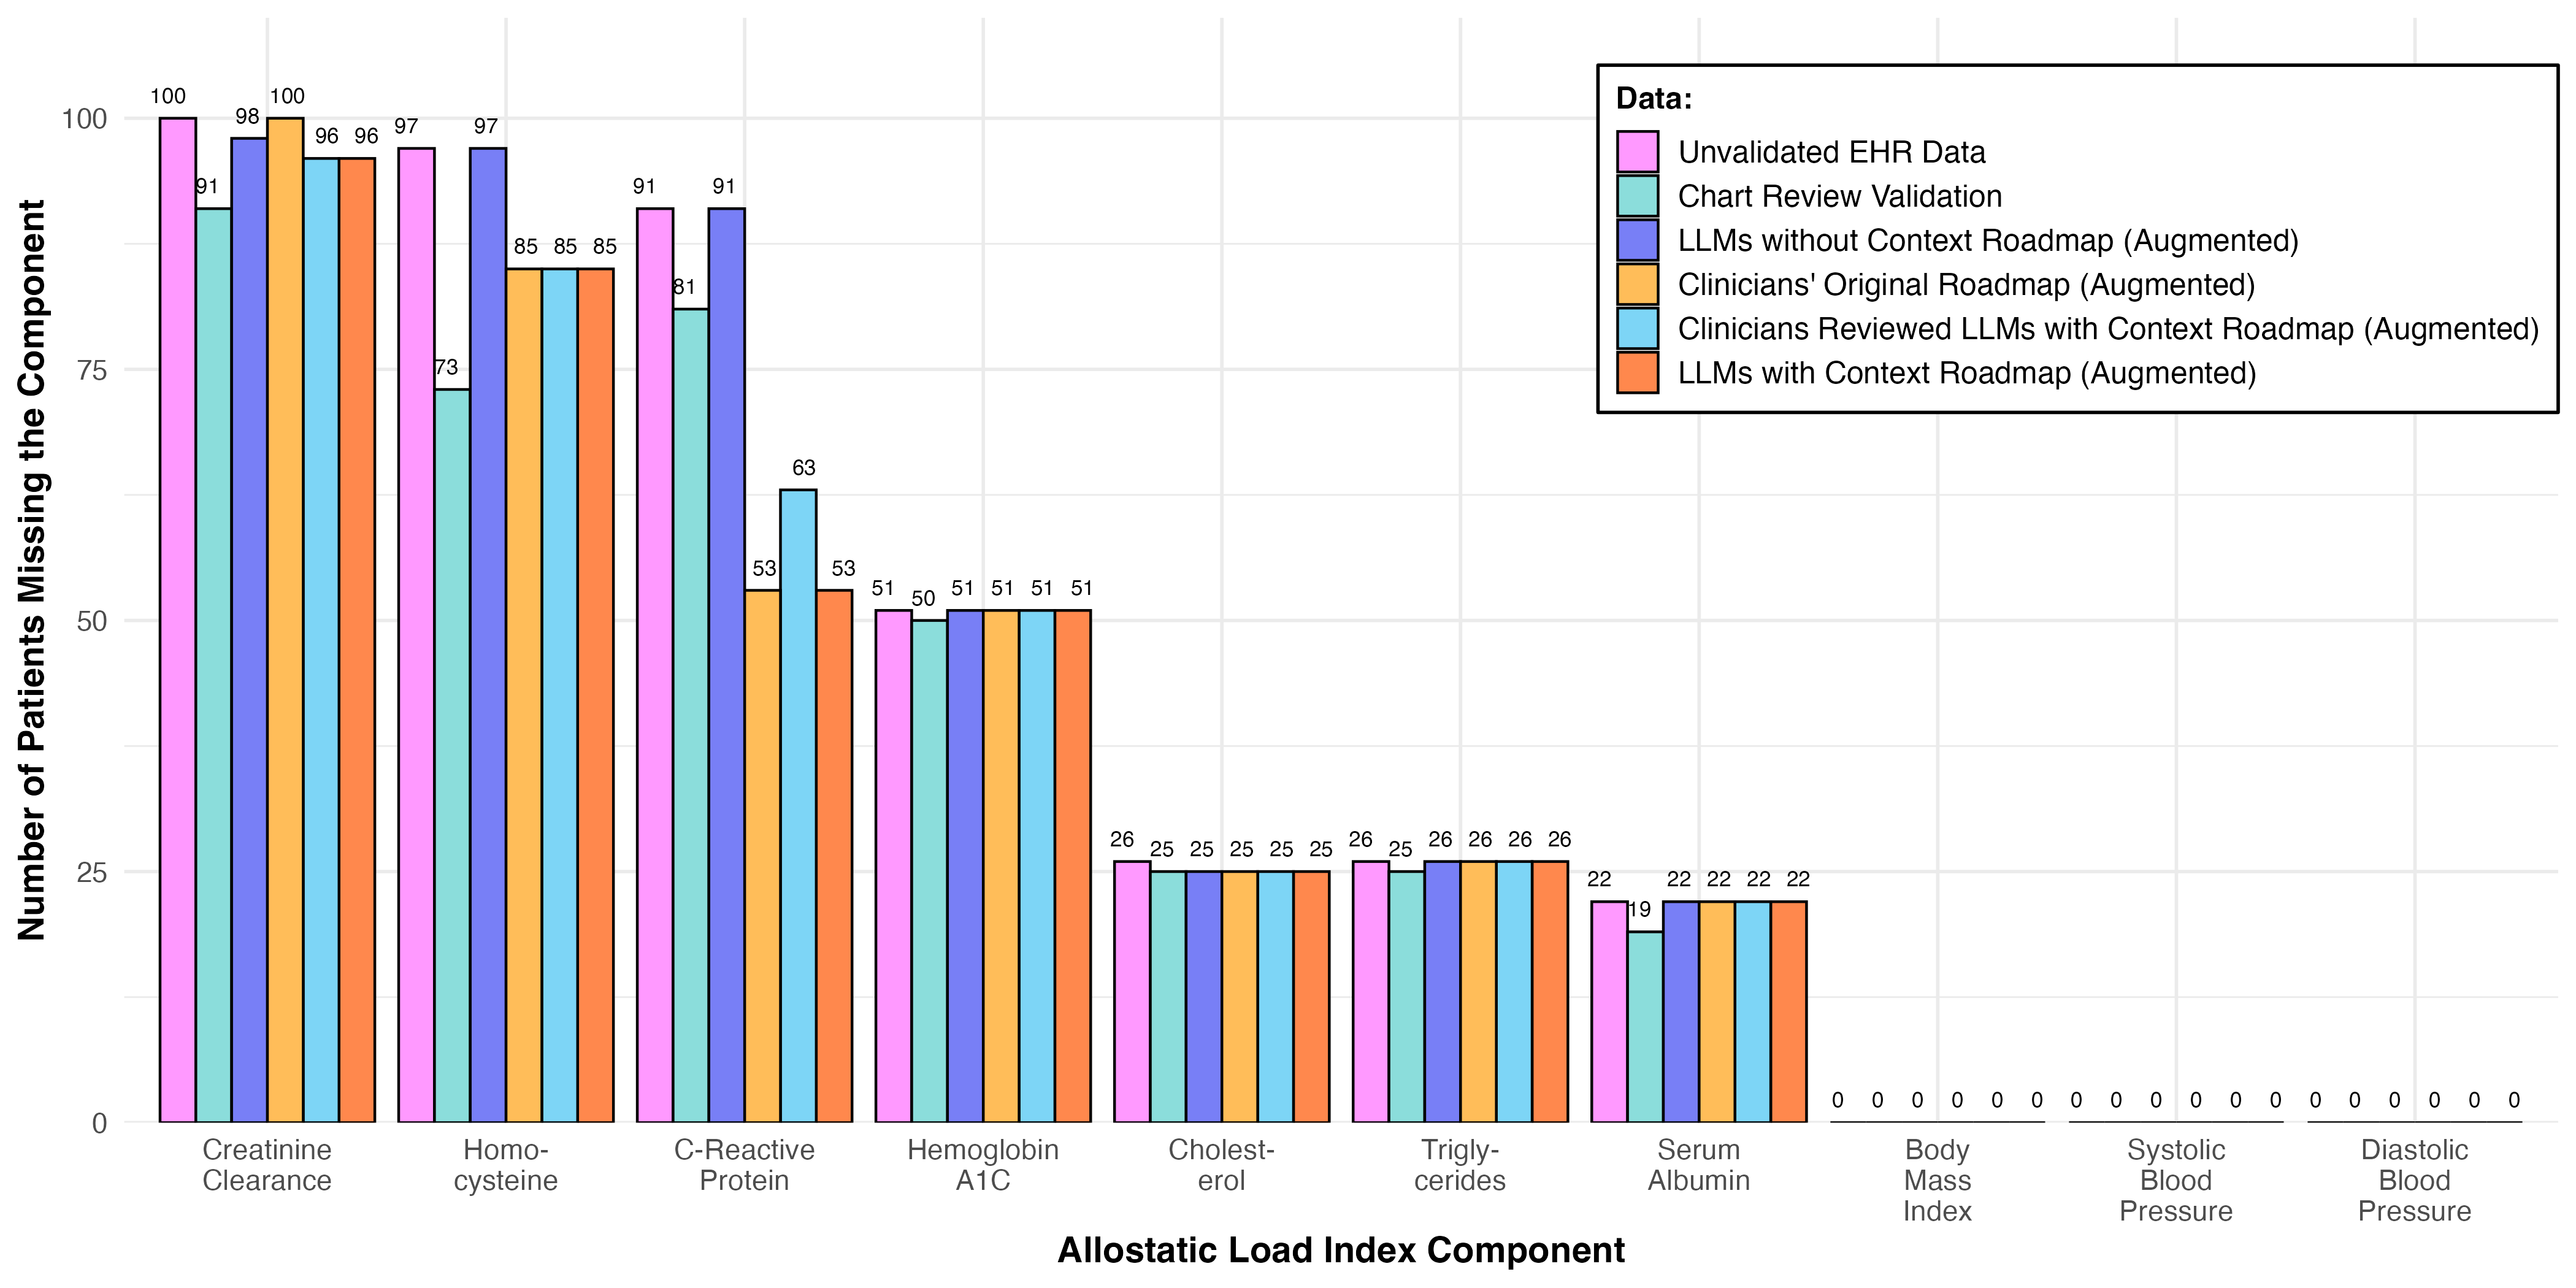 Number of Patients Missing the Component
100
75
50
25
0
100
91
98
100
96
96
97
73
97
85
85
85
91
81
91
53
63
53
51
50
51
51
51
51
26
25
25
25
25
25
26
25
26
26
26
26
22
19
22
22
22
22
0 0 0 0 0 0
0 0 0 0 0 0
0 0 0 0 0 0
Data:
Unvalidated EHR Data
Chart Review Validation
LLMs without Context Roadmap (Augmented)
Clinicians' Original Roadmap (Augmented)
Clinicians Reviewed LLMs with Context Roadmap (Augmented)
LLMs with Context Roadmap (Augmented)
Creatinine
Clearance
Homo-
cysteine
C-Reactive
Protein
Hemoglobin
A1C
Cholest-
erol
Trigly-
cerides
Serum
Albumin
Body
Mass
Index
Systolic
Blood
Pressure
Diastolic
Blood
Pressure
Allostatic Load Index Component